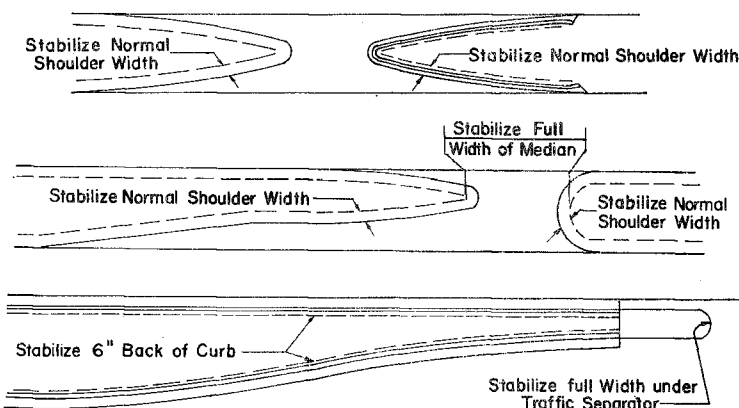 Stabilize Normal
Shoulder Width
Stabilize Normal Shoulder Width
Stabilize Full
Width of Median
Stabilize Normal Shoulder Width
Stabilize Normal
Shoulder Width
Stabilize 6" Back of Curb
Stabilize full Width under
Traffic Separator